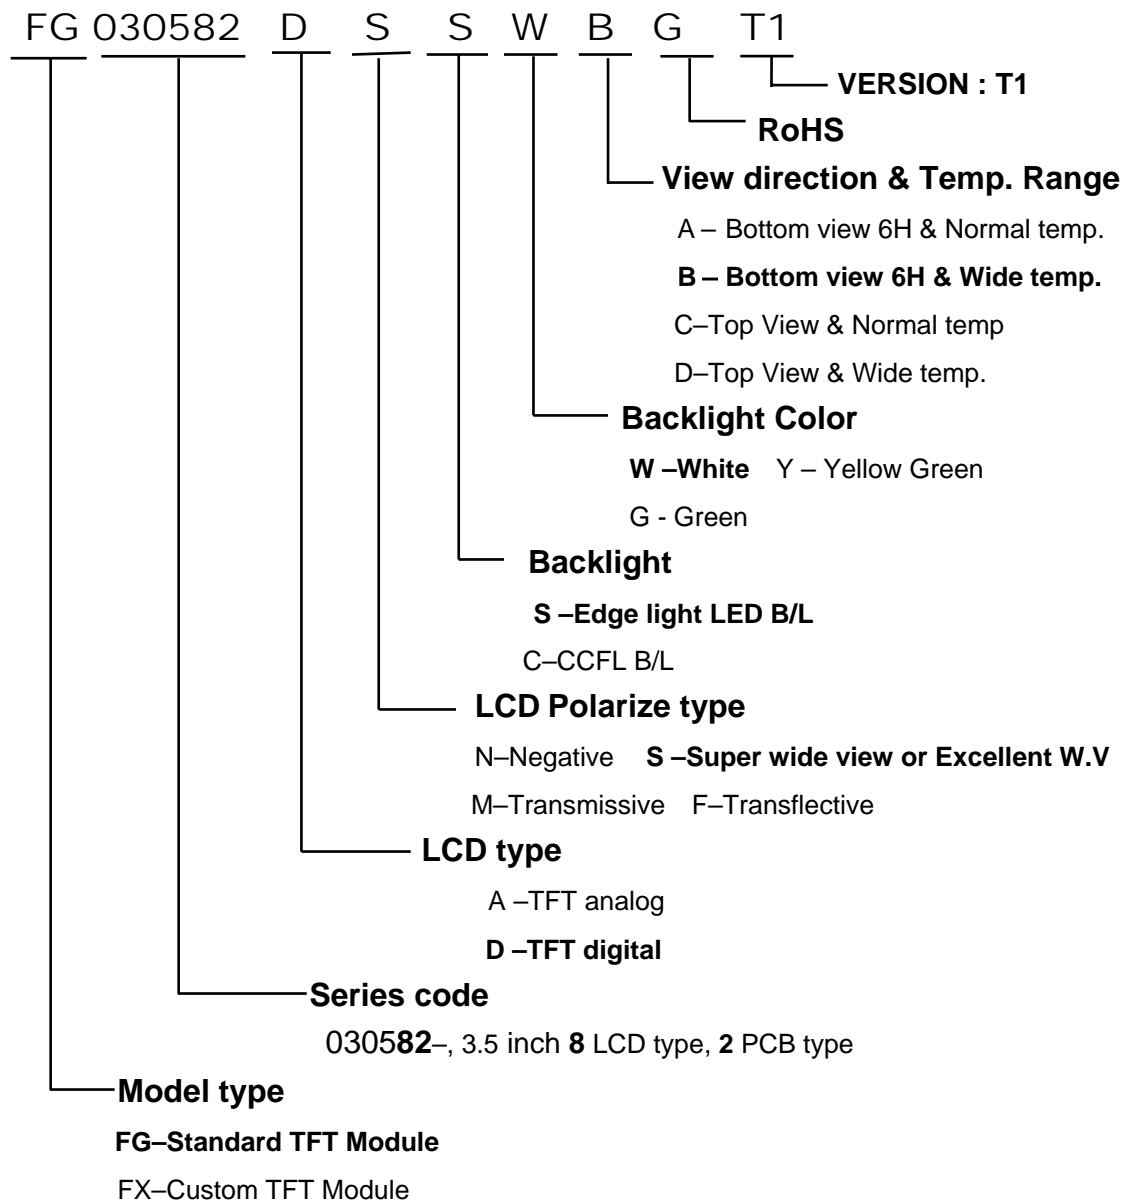 FG 030582 D S S W B G T1
VERSION : T1
RoHS
View direction & Temp. Range
A – Bottom view 6H & Normal temp.
B – Bottom view 6H & Wide temp.
C–Top View & Normal temp
D–Top View & Wide temp.
Backlight Color
W –White Y – Yellow Green
G - Green
Backlight
S –Edge light LED B/L
C–CCFL B/L
LCD Polarize type
N–Negative S –Super wide view or Excellent W.V
M–Transmissive F–Transflective
LCD type
A –TFT analog
D –TFT digital
Series code
030582–, 3.5 inch 8 LCD type, 2 PCB type
Model type
FG–Standard TFT Module
FX–Custom TFT Module